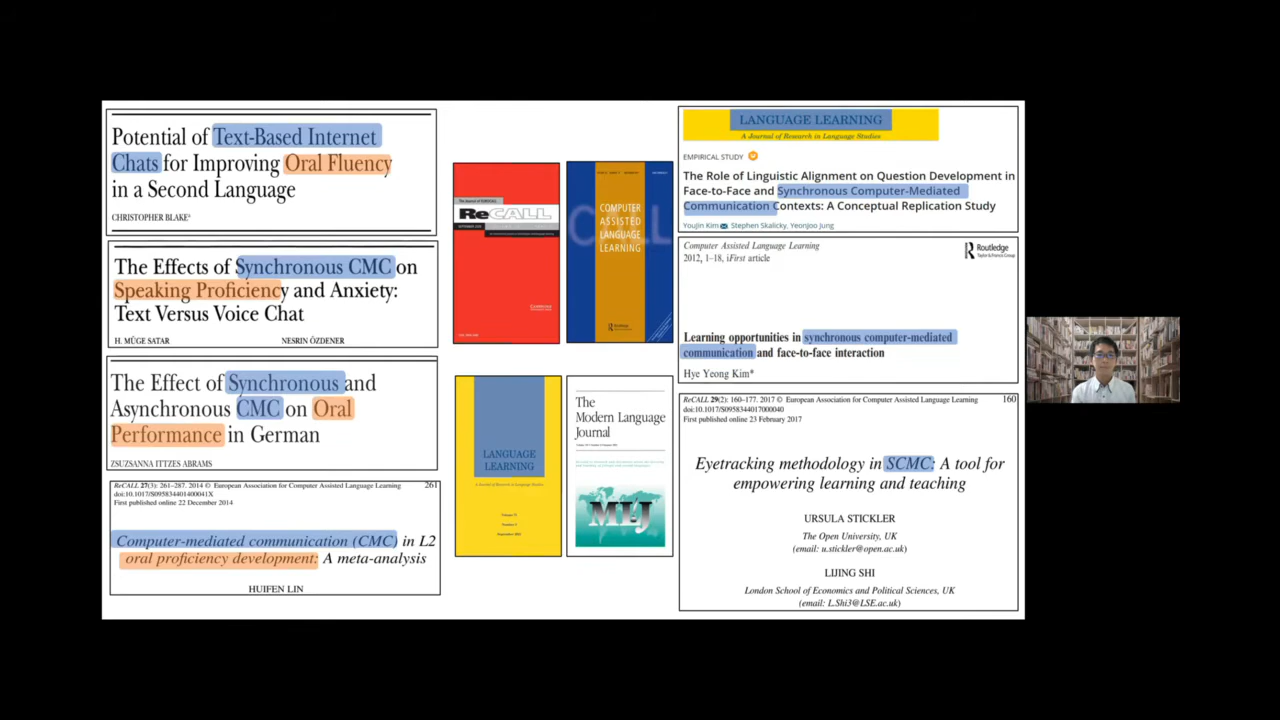 Potential of Text-Based Internet
Chats for Improving Oral Fluency
in a Second Language
CHRISTOPHER BLAKE
The Effects of Synchronous CMC on
Speaking Proficiency and Anxiety:
Text Versus Voice Chat
H. MÜGE SATAR NESRIN ÖZDENER
The Effect of Synchronous and
Asynchronous CMC on Oral
Performance in German
ZSUZSANNA ITTZES ABRAMS
ReCALL 27(3): 261–287. 2014 © European Association for Computer Assisted Language Learning 261
doi:10.1017/S095834401400041X
First published online 22 December 2014
Computer-mediated communication (CMC) in L2
oral proficiency development: A meta-analysis
HUIFEN LIN
ReCALL
COMPUTER
ASSISTED
LANGUAGE
LEARNING
Routledge
LANGUAGE
LEARNING
A Journal of Research in Language Studies
The
Modern Language
Journal
MLJ
LANGUAGE LEARNING
A Journal of Research in Language Studies
EMPIRICAL STUDY
The Role of Linguistic Alignment on Question Development in
Face-to-Face and Synchronous Computer-Mediated
Communication Contexts: A Conceptual Replication Study
YouJin Kim Stephen Skalicky, Yeonjoo Jung
Computer Assisted Language Learning
2012, 1–18, iFirst article
Routledge
Taylor & Francis Group
Learning opportunities in synchronous computer-mediated
communication and face-to-face interaction
Hye Yeong Kim*
ReCALL 29(2): 160–177. 2017 © European Association for Computer Assisted Language Learning 160
doi:10.1017/S0958344017000040
First published online 23 February 2017
Eyetracking methodology in SCMC: A tool for
empowering learning and teaching
URSULA STICKLER
The Open University, UK
(email: u.stickler@open.ac.uk)
LIJING SHI
London School of Economics and Political Sciences, UK
(email: L.Shi3@LSE.ac.uk)